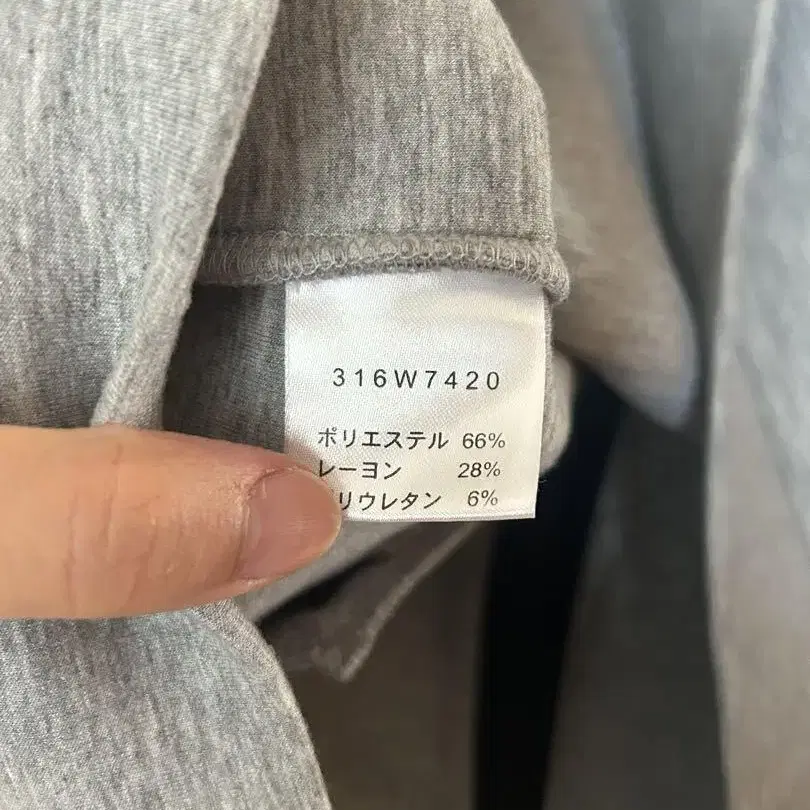 316W7420
ポリエステル 66%
レーヨン 28%
リウレタン 6%